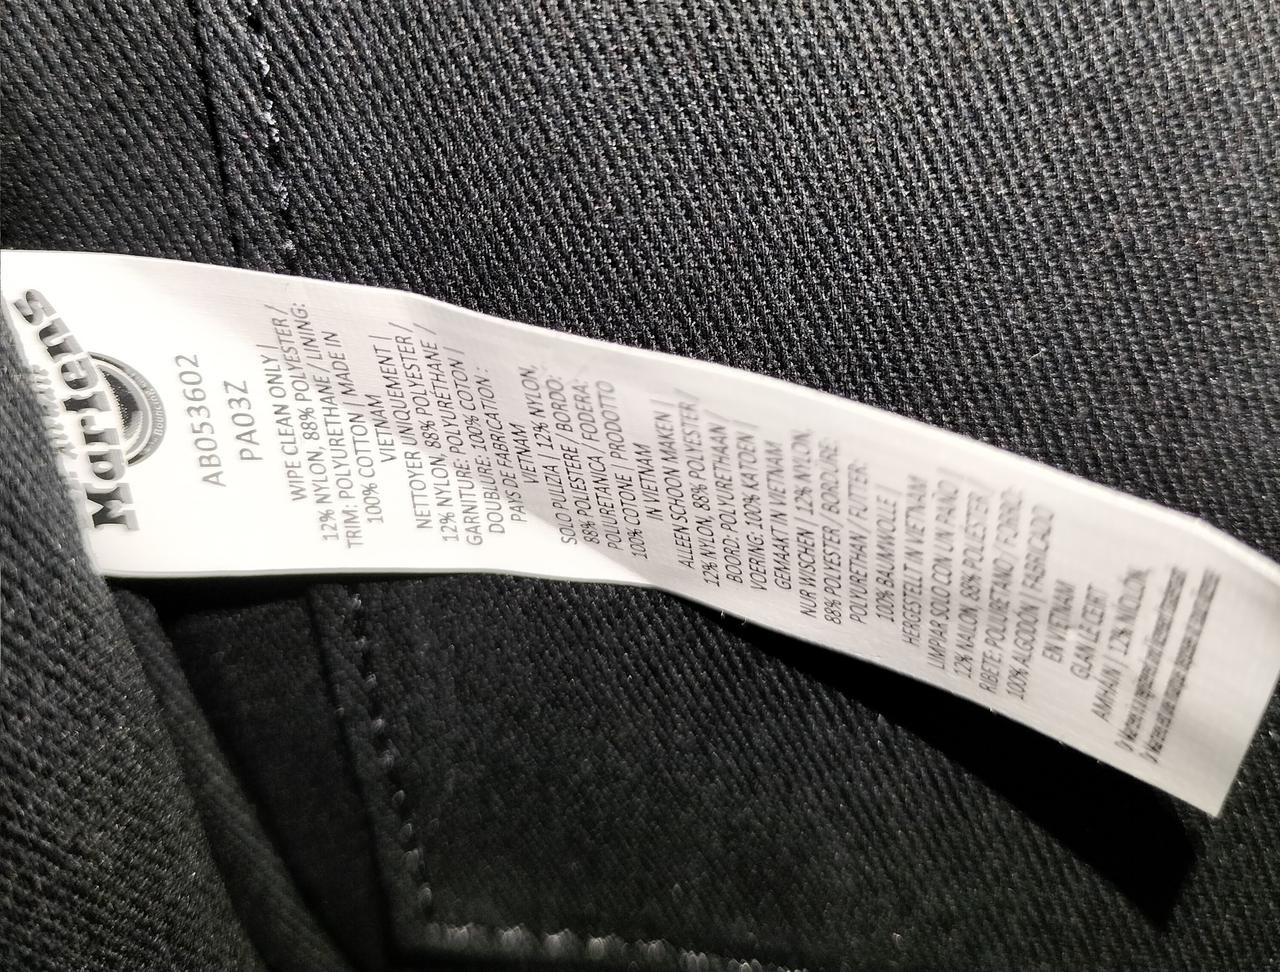 Martens
AB053602
PA03Z
WIPE CLEAN ONLY |
12% NYLON, 88% POLYESTER /
TRIM: POLYURETHANE / LINING:
100% COTTON | MADE IN
VIETNAM
NETTOYER UNIQUEMENT |
12% NYLON, 88% POLYESTER /
GARNITURE: POLYURETHANE /
DOUBLURE: 100% COTON |
PAIS DE FABRICATION :
VIETNAM
SOLO PULIZIA | 12% NYLON,
88% POLIESTERE / BORDO:
POLIURETANICA / FODERA:
100% COTONE | PRODOTTO
IN VIETNAM
ALLEEN SCHOON MAKEN |
12% NYLON, 88% POLYESTER /
BOORD: POLYURETHAAN /
VOERING: 100% KATOEN |
GEMAAKT IN VIETNAM
NUR WISCHEN | 12% NYLON,
88% POLYESTER / BORDÜRE:
POLYURETHAN / FUTTER:
100% BAUMWOLLE |
HERGESTELLT IN VIETNAM
LIMPIAR SOLO CON UN PAÑO |
12% NAILON, 88% POLIÉSTER /
RIBETE: POLIURETANO / FORRO:
100% ALGODÓN | FABRICADO
EN VIETNAM
GLAN LE CEIRT
AMHÁIN | 12% NÍOLÓN,